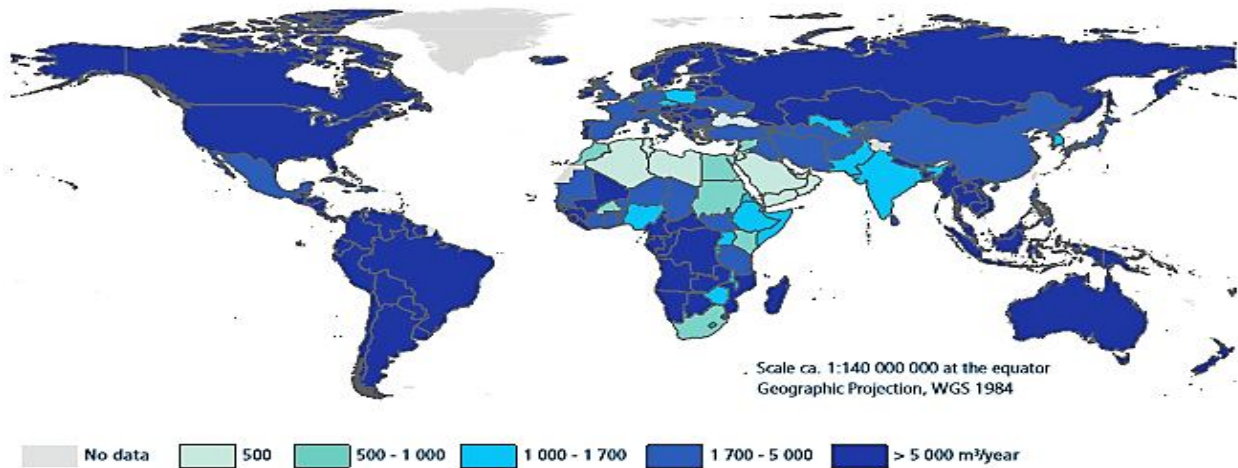 Scale ca. 1:140 000 000 at the equator
Geographic Projection, WGS 1984
No data 500 500 - 1 000 1 000 - 1 700 1 700 - 5 000 > 5 000 m³/year